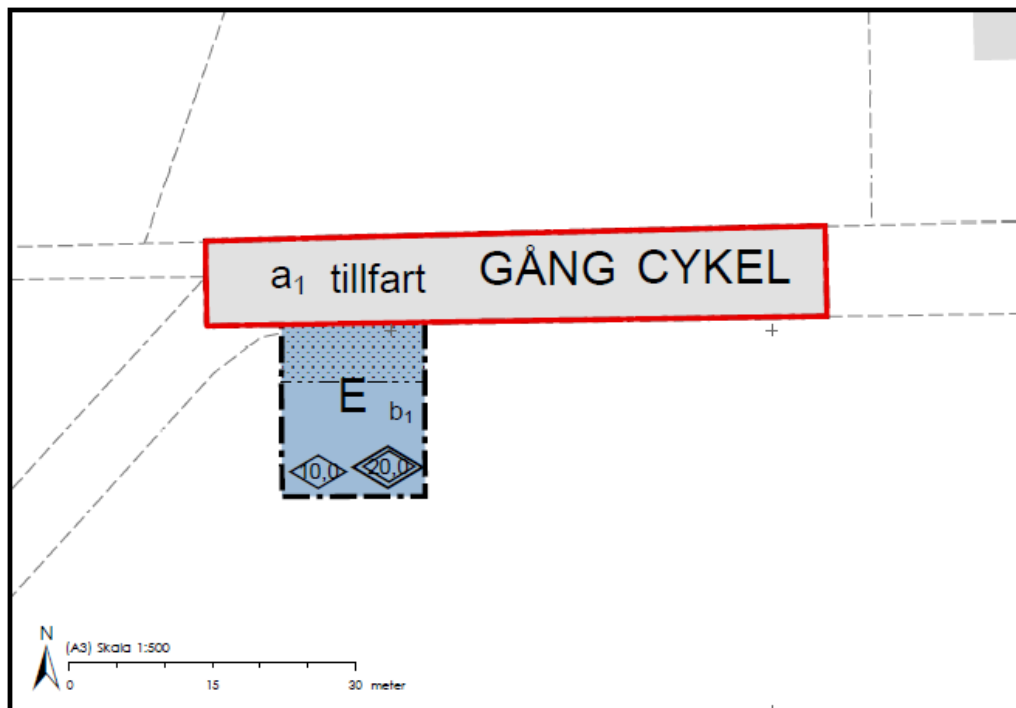 a₁ tillfart GÅNG CYKEL
E b₁
10,0 20,0
N
(A3) Skala 1:500
0 15 30 meter